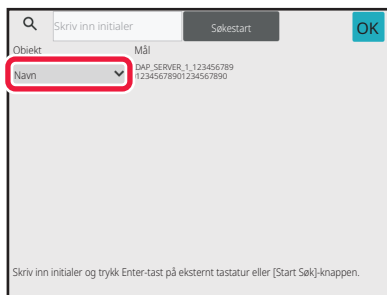 Skriv inn initialer
Søkestart
OK
Objekt
Mål
Navn
DAP_SERVER_1_123456789
12345678901234567890
Skriv inn initialer og trykk Enter-tast på eksternt tastatur eller [Start Søk]-knappen.